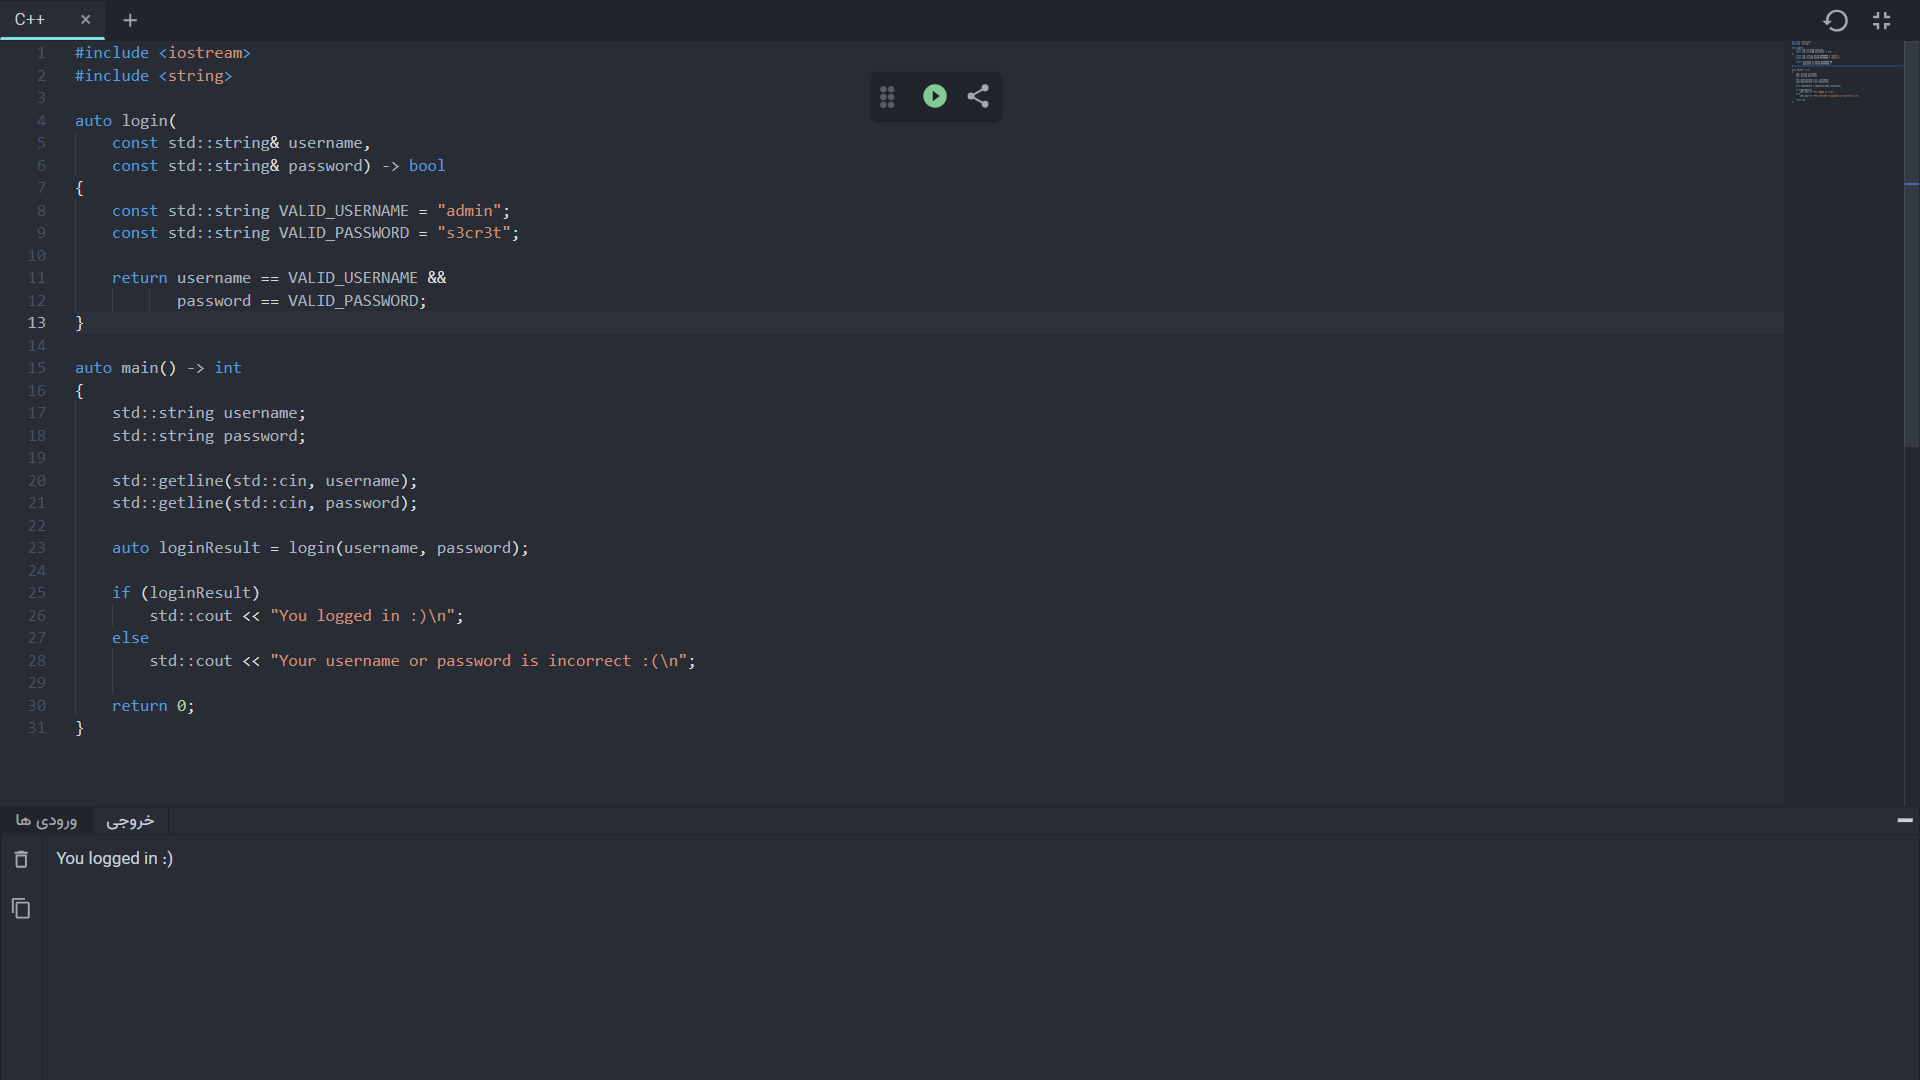 C++
1 #include <iostream>
2 #include <string>
3
4 auto login(
5     const std::string& username,
6     const std::string& password) -> bool
7 {
8     const std::string VALID_USERNAME = "admin";
9     const std::string VALID_PASSWORD = "s3cr3t";
10
11     return username == VALID_USERNAME &&
12            password == VALID_PASSWORD;
13 }
14
15 auto main() -> int
16 {
17     std::string username;
18     std::string password;
19
20     std::getline(std::cin, username);
21     std::getline(std::cin, password);
22
23     auto loginResult = login(username, password);
24
25     if (loginResult)
26         std::cout << "You logged in :)\n";
27     else
28         std::cout << "Your username or password is incorrect :(\n";
29
30     return 0;
31 }
ورودی ها
خروجی
You logged in :)